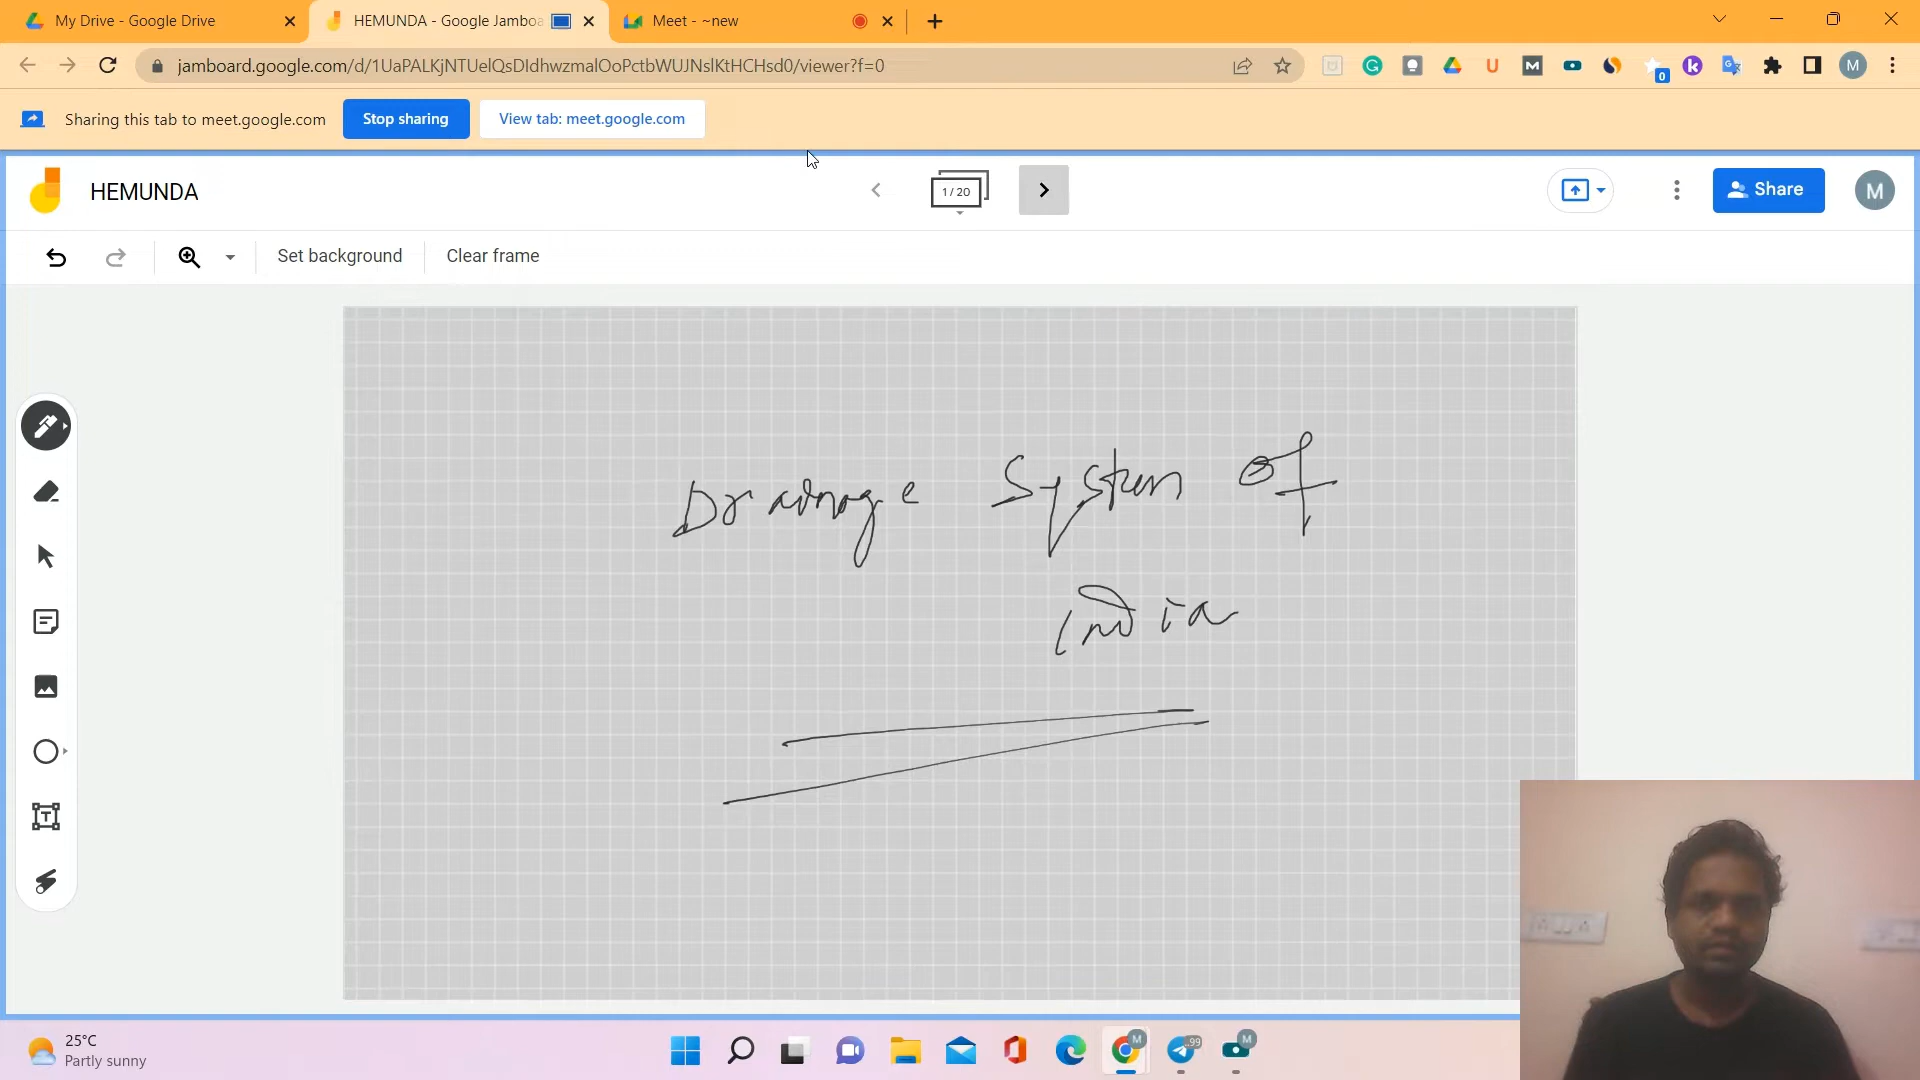 My Drive - Google Drive
HEMUNDA - Google Jamboa
Meet - ~new
jamboard.google.com/d/1UaPALKjNTUelQsDIdhwzmalOoPctbWUJNslKtHCHsd0/viewer?f=0
0
M
Sharing this tab to meet.google.com
Stop sharing
View tab: meet.google.com
HEMUNDA
1 / 20
Share
M
Set background
Clear frame
Drainage System Of
india
25°C
Partly sunny
M
99
M